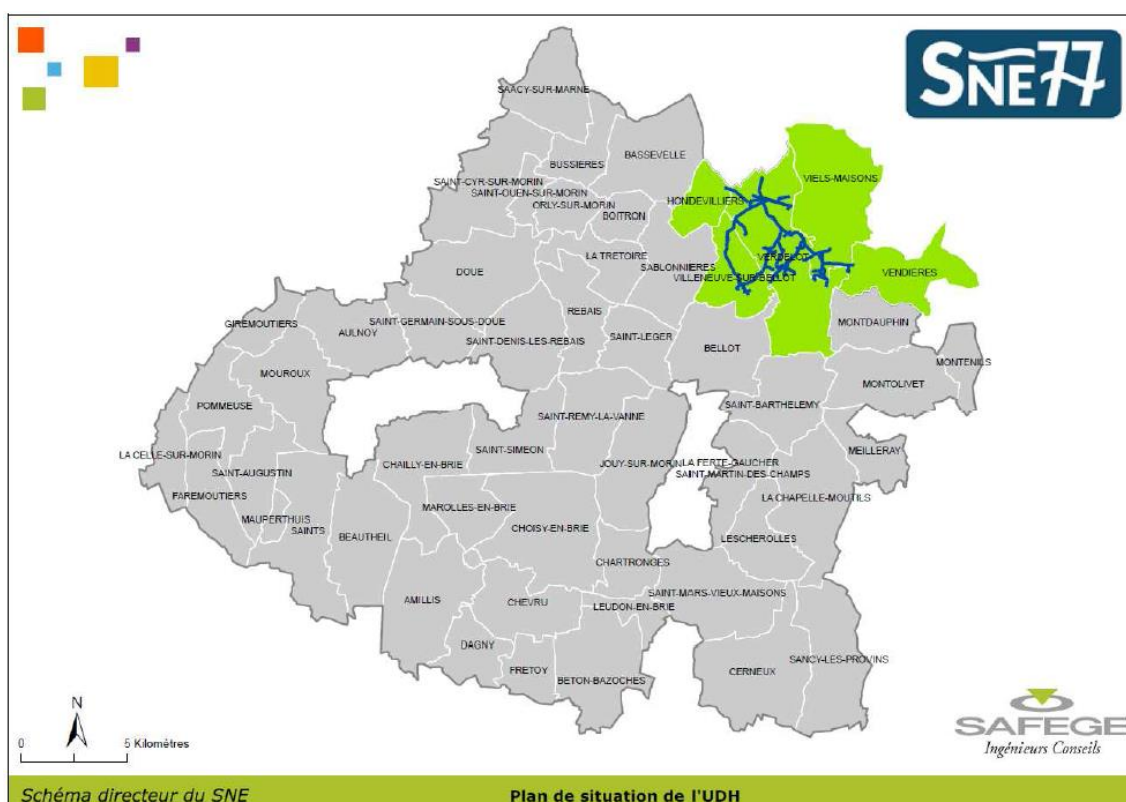 SNE77
SAACY-SUR-MARNE
BUSSIERES
BASSEVELLE
VIELS-MAISONS
SAINT-CYR-SUR-MORIN
SAINT-OUEN-SUR-MORIN
HONDEVILLIERS
ORLY-SUR-MORIN
BOITRON
LA TRETOIRE
VERDELOT
DOUE
SABLONNIERES
VILLENEUVE-SUR-BELLOT
VENDIERES
REBAIS
GIREMOUTIERS
AULNOY
SAINT-GERMAIN-SOUS-DOUE
MONTDAUPHIN
SAINT-DENIS-LES-REBAIS
SAINT-LEGER
BELLOT
MONTENILS
MOUROUX
MONTOLIVET
POMMEUSE
SAINT-BARTHELEMY
SAINT-REMY-LA-VANNE
LA CELLE-SUR-MORIN
SAINT-SIMEON
MEILLERAY
CHAILLY-EN-BRIE
JOUY-SUR-MORIN
LA FERTE-GAUCHER
SAINT-AUGUSTIN
SAINT-MARTIN-DES-CHAMPS
FAREMOUTIERS
LA CHAPELLE-MOUTILS
MAROLLES-EN-BRIE
MAUPERTHUIS
SAINTS
CHOISY-EN-BRIE
BEAUTHEIL
LESCHEROLLES
CHARTRONGES
SAINT-MARS-VIEUX-MAISONS
AMILLIS
CHEVRU
LEUDON-EN-BRIE
DAGNY
SANCY-LES-PROVINS
FRETOY
CERNEUX
BETON-BAZOCHES
N
0 5 Kilomètres
SAFEGE
Ingénieurs Conseils
Schéma directeur du SNE
Plan de situation de l'UDH